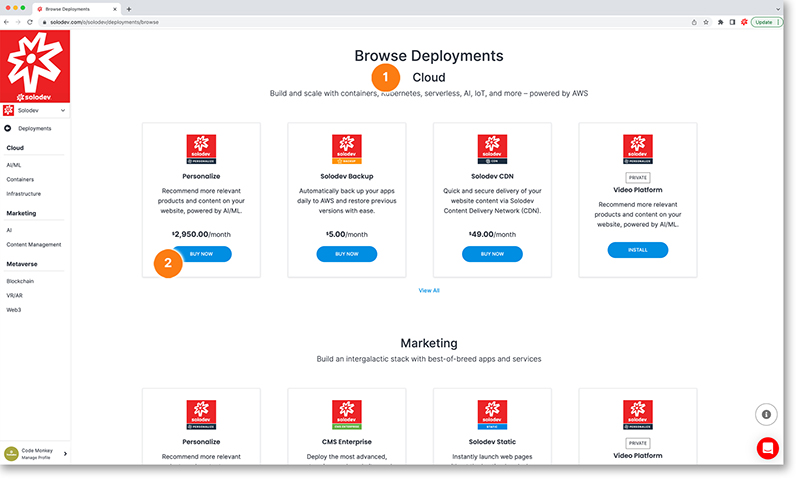 Browse Deployments
solodev.com/o/solodev/deployments/browse
Update
solodev
Solodev
Deployments
Cloud
AI/ML
Containers
Infrastructure
Marketing
AI
Content Management
Metaverse
Blockchain
VR/AR
Web3
Code Monkey
Manage Profile
Browse Deployments
1
Cloud
Build and scale with containers, Kubernetes, serverless, AI, IoT, and more – powered by AWS
solodev
PERSONALIZE
Personalize
Recommend more relevant
products and content on your
website, powered by AI/ML.
$2,950.00/month
BUY NOW
2
solodev
BACKUP
Solodev Backup
Automatically back up your apps
daily to AWS and restore previous
versions with ease.
$5.00/month
BUY NOW
solodev
CDN
Solodev CDN
Quick and secure delivery of your
website content via Solodev
Content Delivery Network (CDN).
$49.00/month
BUY NOW
solodev
PERSONALIZE
PRIVATE
Video Platform
Recommend more relevant
products and content on your
website, powered by AI/ML.
INSTALL
View All
Marketing
Build an intergalactic stack with best-of-breed apps and services
solodev
PERSONALIZE
Personalize
Recommend more relevant
solodev
CMS ENTERPRISE
CMS Enterprise
Deploy the most advanced,
solodev
STATIC
Solodev Static
Instantly launch web pages
solodev
PERSONALIZE
PRIVATE
Video Platform